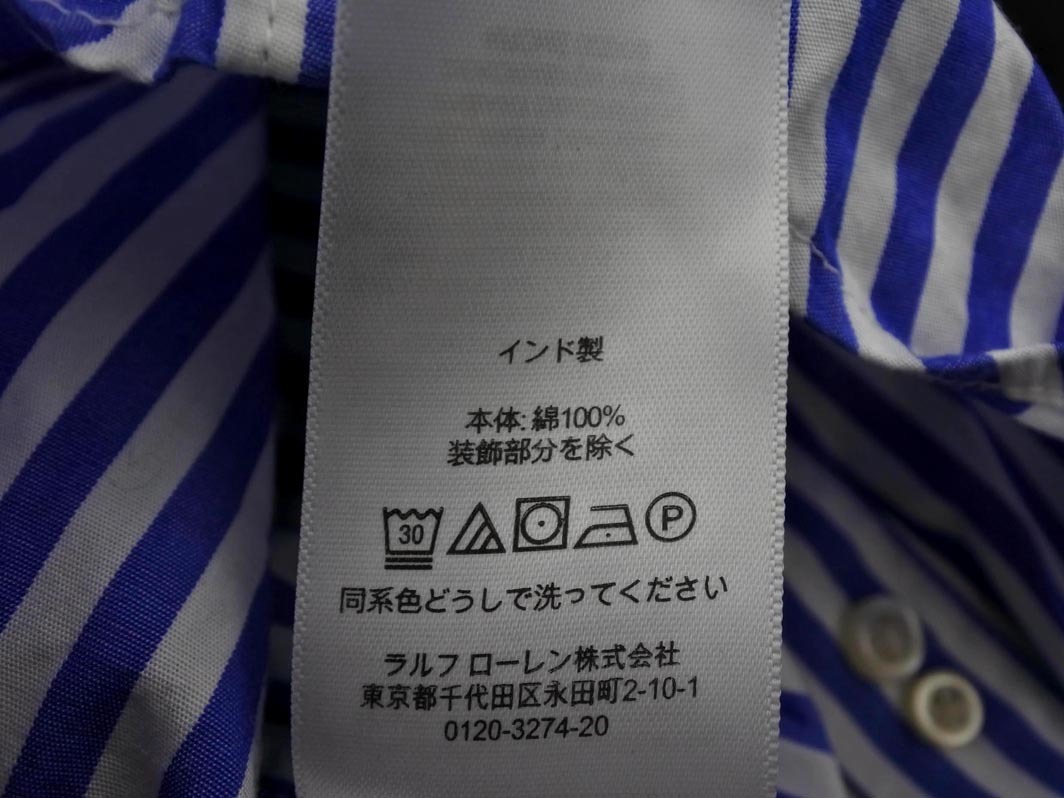 インド製
本体: 綿100%
装飾部分を除く
30 P
同系色どうしで洗ってください
ラルフ ローレン株式会社
東京都千代田区永田町2-10-1
0120-3274-20